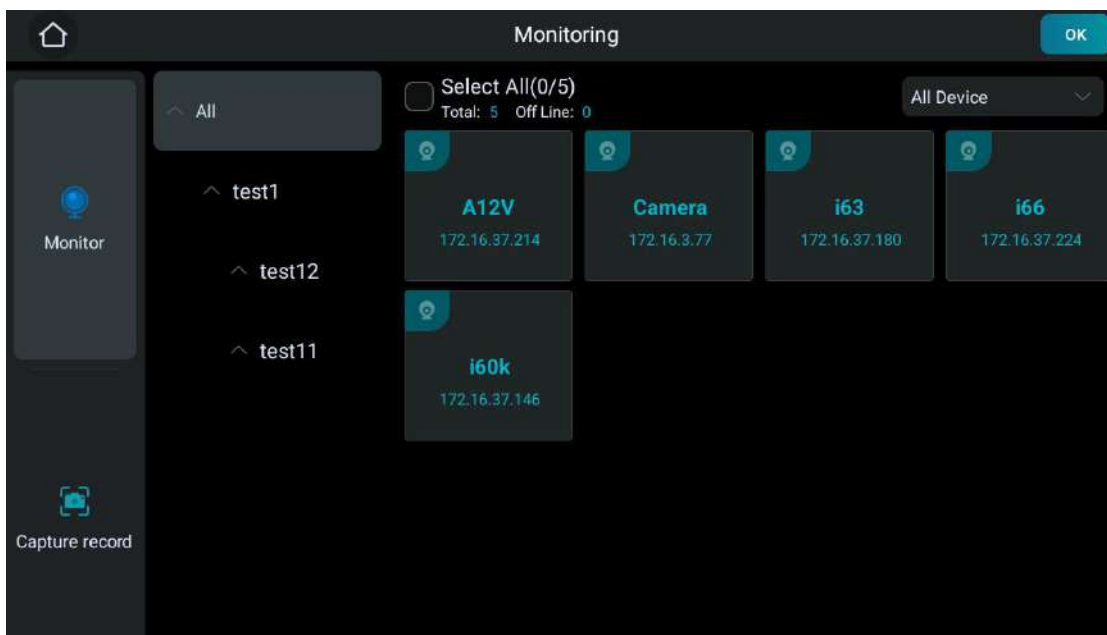 Monitoring
OK
Monitor
Capture record
All
test1
test12
test11
Select All(0/5)
Total: 5 Off Line: 0
All Device
A12V
172.16.37.214
Camera
172.16.3.77
i63
172.16.37.180
i66
172.16.37.224
i60k
172.16.37.146